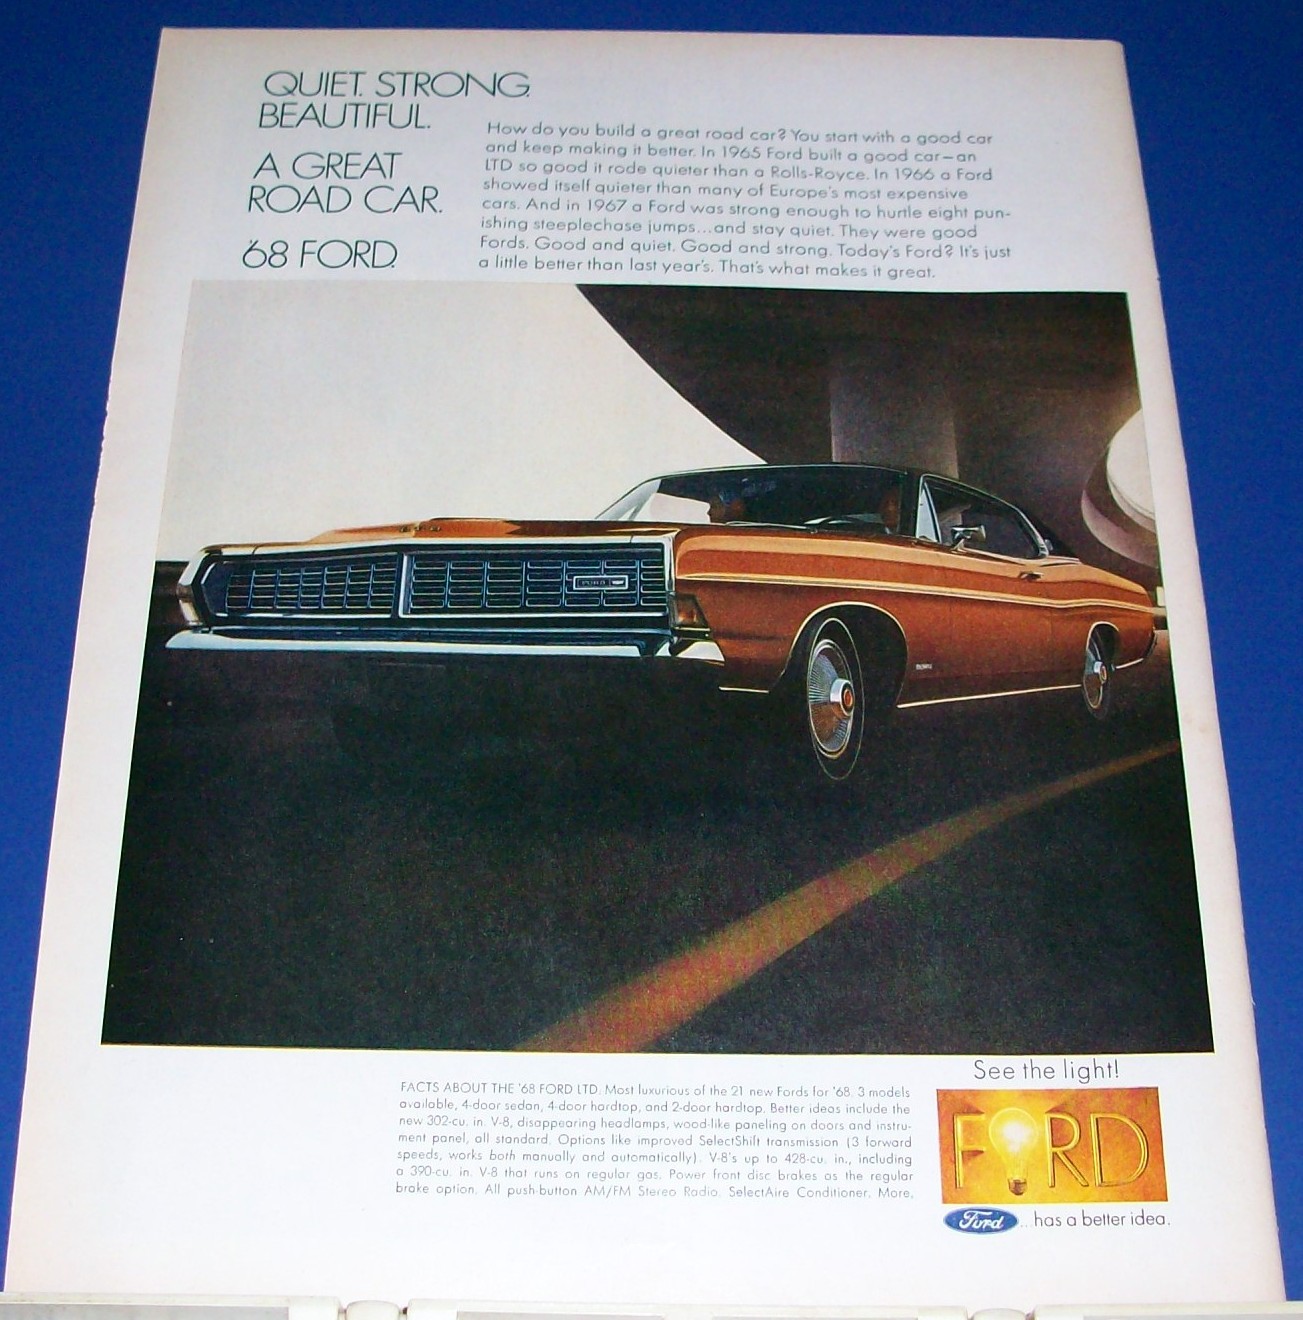 QUIET. STRONG.
BEAUTIFUL.
A GREAT
ROAD CAR.
'68 FORD.
How do you build a great road car? You start with a good car
and keep making it better. In 1965 Ford built a good car—an
LTD so good it rode quieter than a Rolls-Royce. In 1966 a Ford
showed itself quieter than many of Europe's most expensive
cars. And in 1967 a Ford was strong enough to hurtle eight pun-
ishing steeplechase jumps...and stay quiet. They were good
Fords. Good and quiet. Good and strong. Today's Ford? It's just
a little better than last year's. That's what makes it great.
FORD
FACTS ABOUT THE '68 FORD LTD. Most luxurious of the 21 new Fords for '68. 3 models
available, 4-door sedan, 4-door hardtop, and 2-door hardtop. Better ideas include the
new 302-cu. in. V-8, disappearing headlamps, wood-like paneling on doors and instru-
ment panel, all standard. Options like improved SelectShift transmission (3 forward
speeds, works both manually and automatically). V-8's up to 428-cu. in., including
a 390-cu. in. V-8 that runs on regular gas. Power front disc brakes as the regular
brake option. All push-button AM/FM Stereo Radio. SelectAire Conditioner. More.
See the light!
FORD
Ford ...has a better idea.